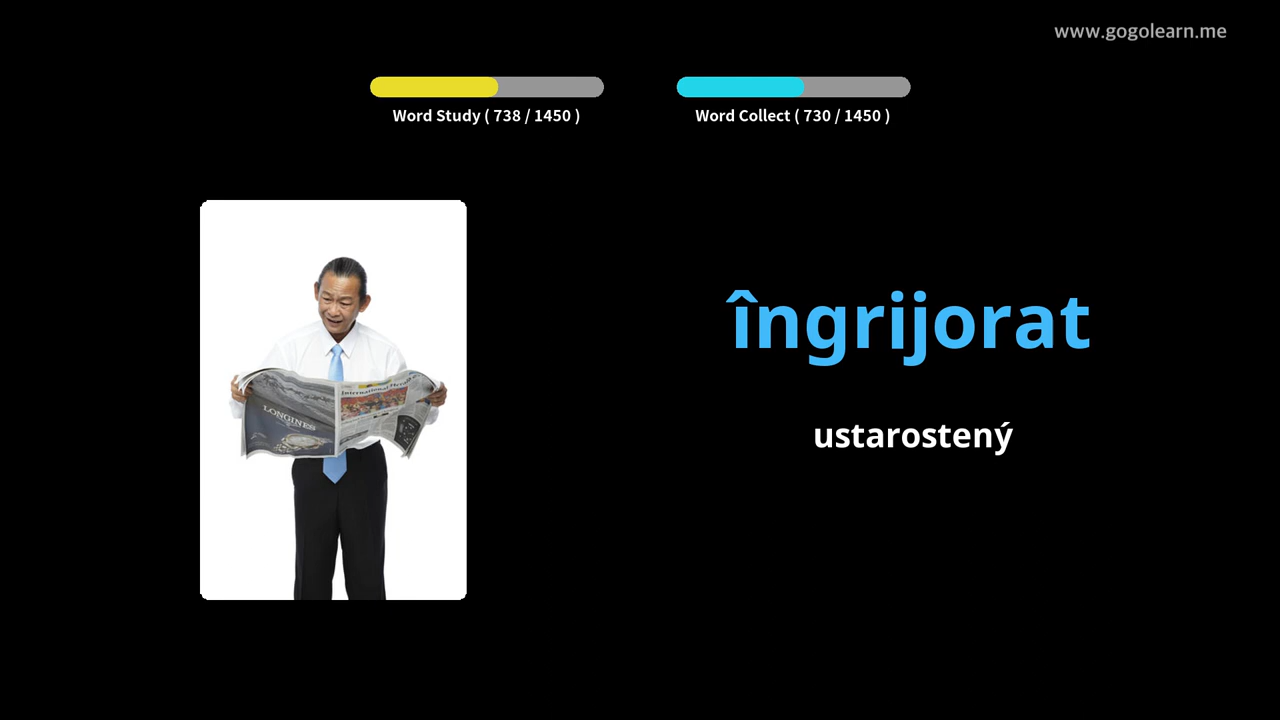 www.gogolearn.me
Word Study ( 738 / 1450 )
Word Collect ( 730 / 1450 )
îngrijorat
ustarostený
LONGINES